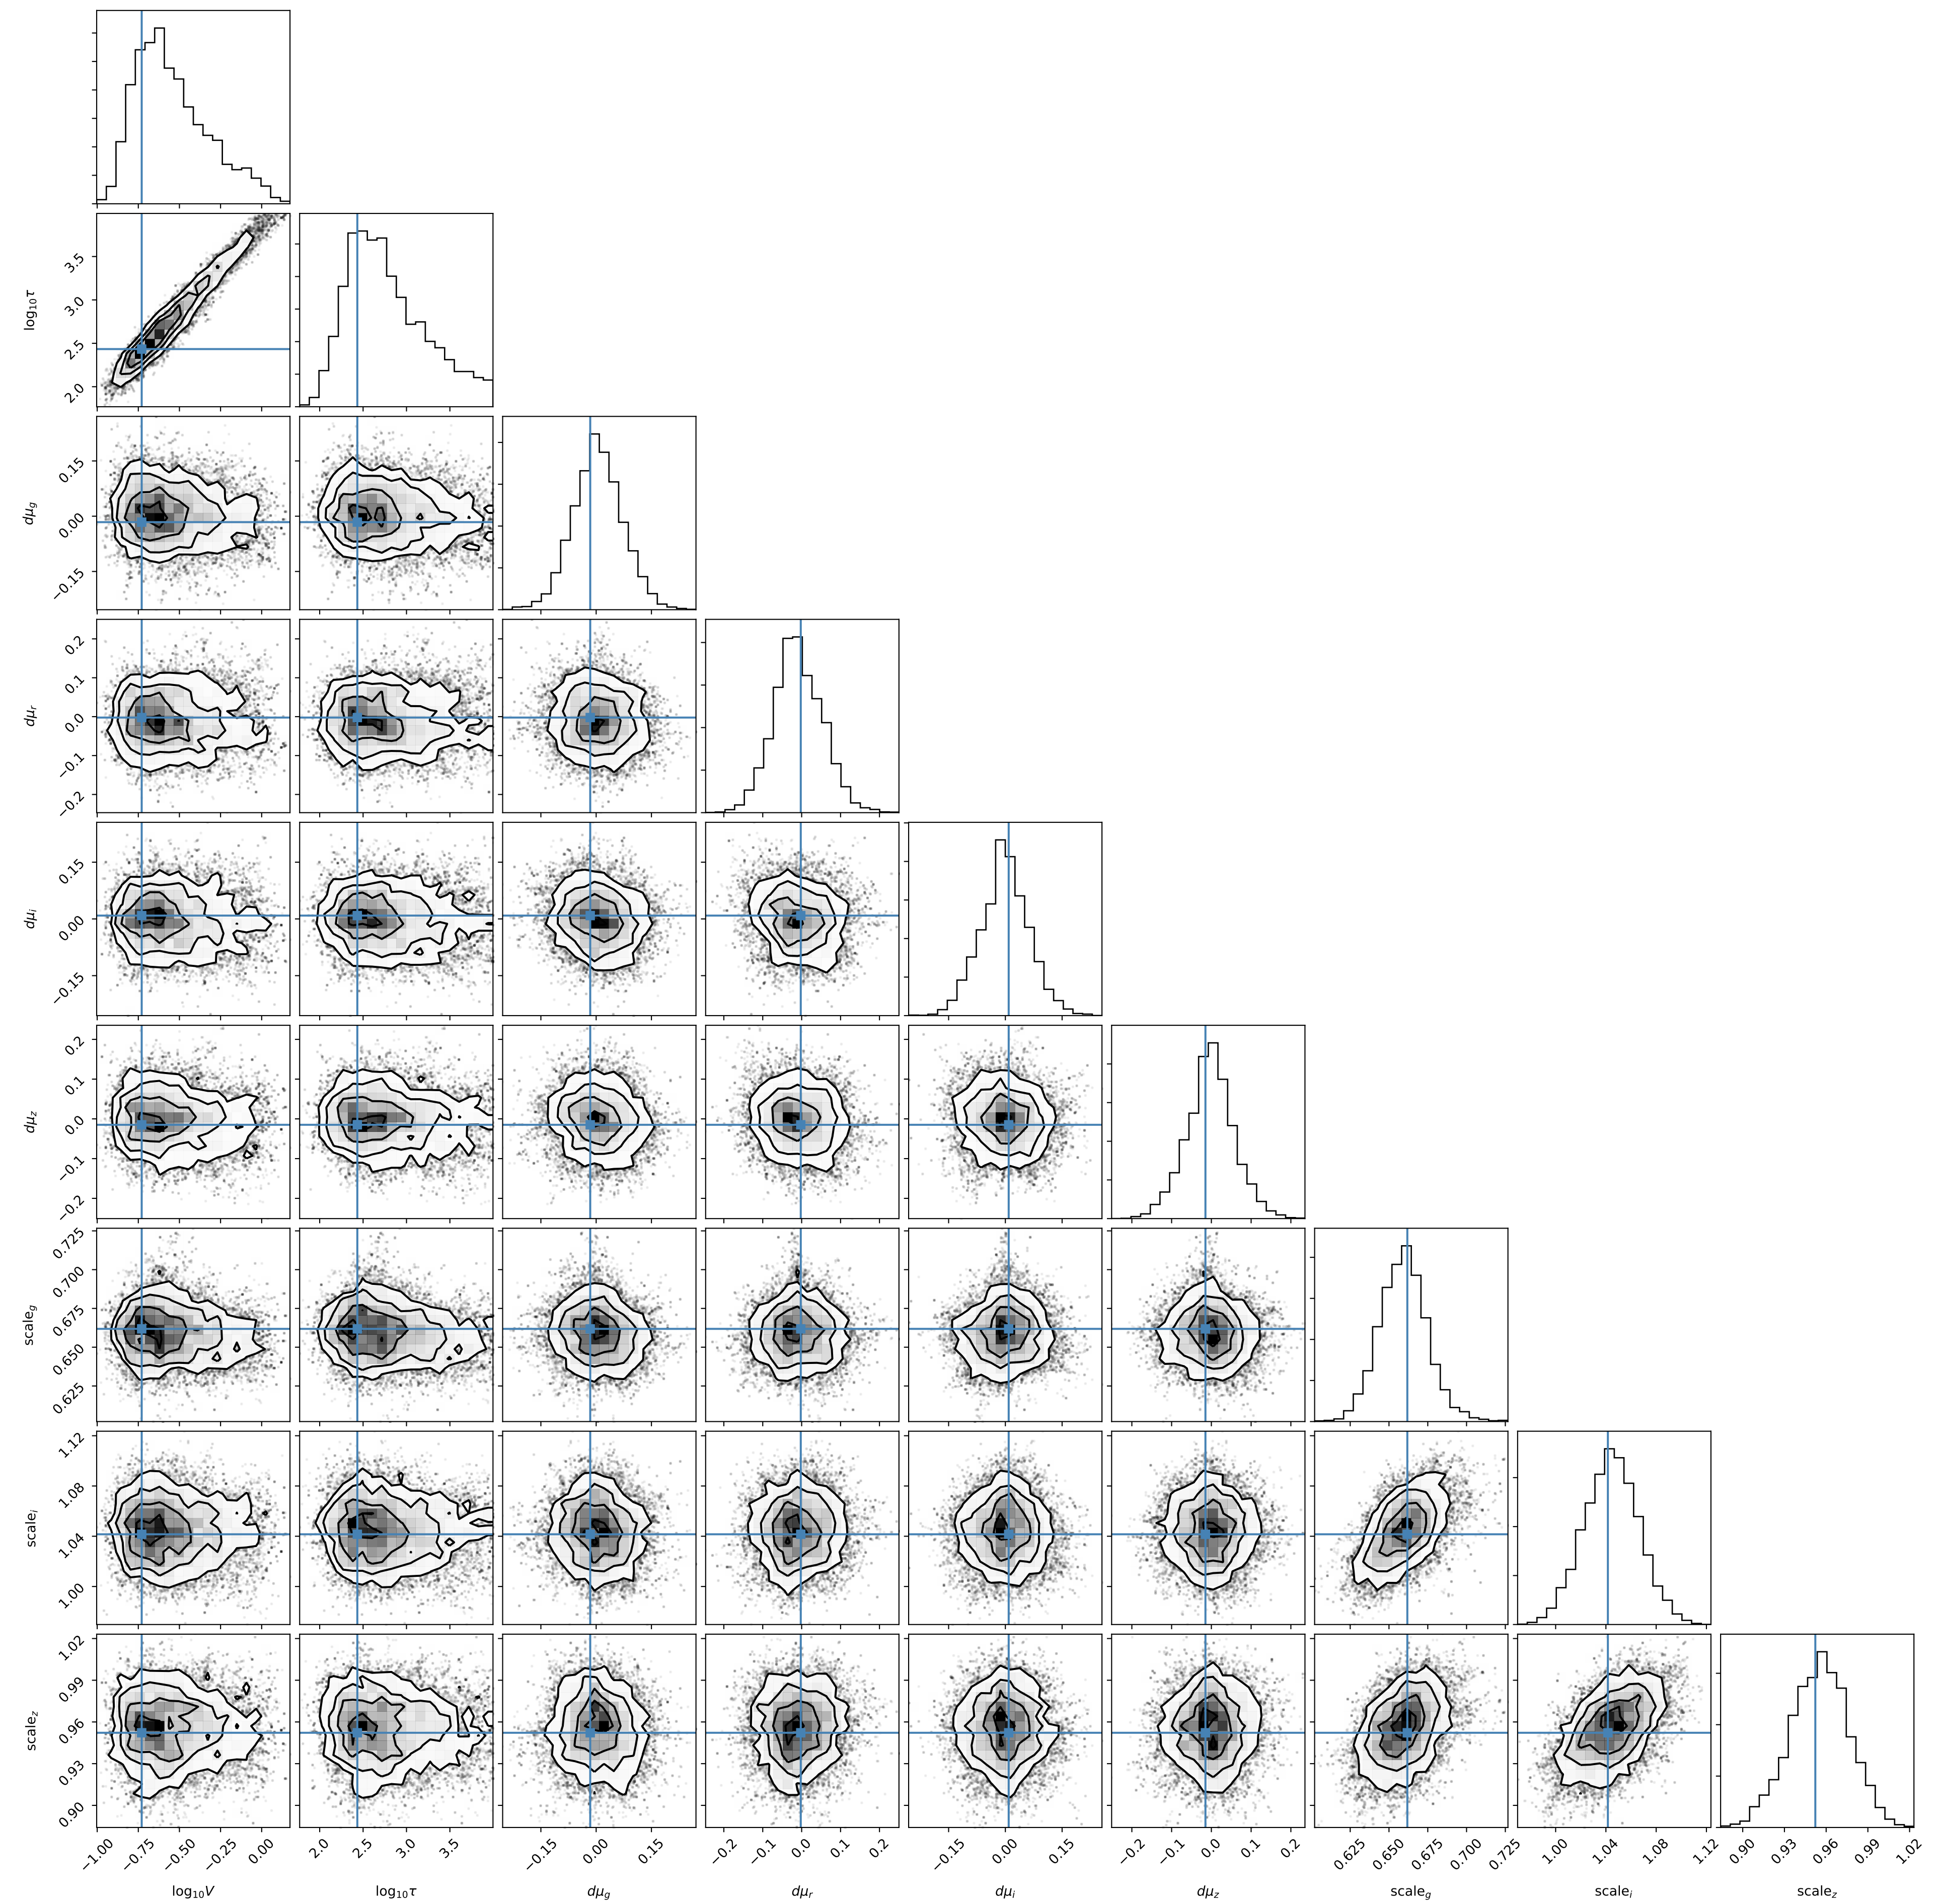 log₁₀τ
2.0 2.5 3.0 3.5
dμ_g
−0.15 0.00 0.15
dμ_r
−0.2 −0.1 0.0 0.1 0.2
dμ_i
−0.15 0.00 0.15
dμ_z
−0.2 −0.1 0.0 0.1 0.2
scale_g
0.625 0.650 0.675 0.700 0.725
scale_i
1.00 1.04 1.08 1.12
scale_z
0.90 0.93 0.96 0.99 1.02
−1.00 −0.75 −0.50 −0.25 0.00
2.0 2.5 3.0 3.5
−0.15 0.00 0.15
−0.2 −0.1 0.0 0.1 0.2
−0.15 0.00 0.15
−0.2 −0.1 0.0 0.1 0.2
0.625 0.650 0.675 0.700 0.725
1.00 1.04 1.08 1.12
0.90 0.93 0.96 0.99 1.02
log₁₀V
log₁₀τ
dμ_g
dμ_r
dμ_i
dμ_z
scale_g
scale_i
scale_z